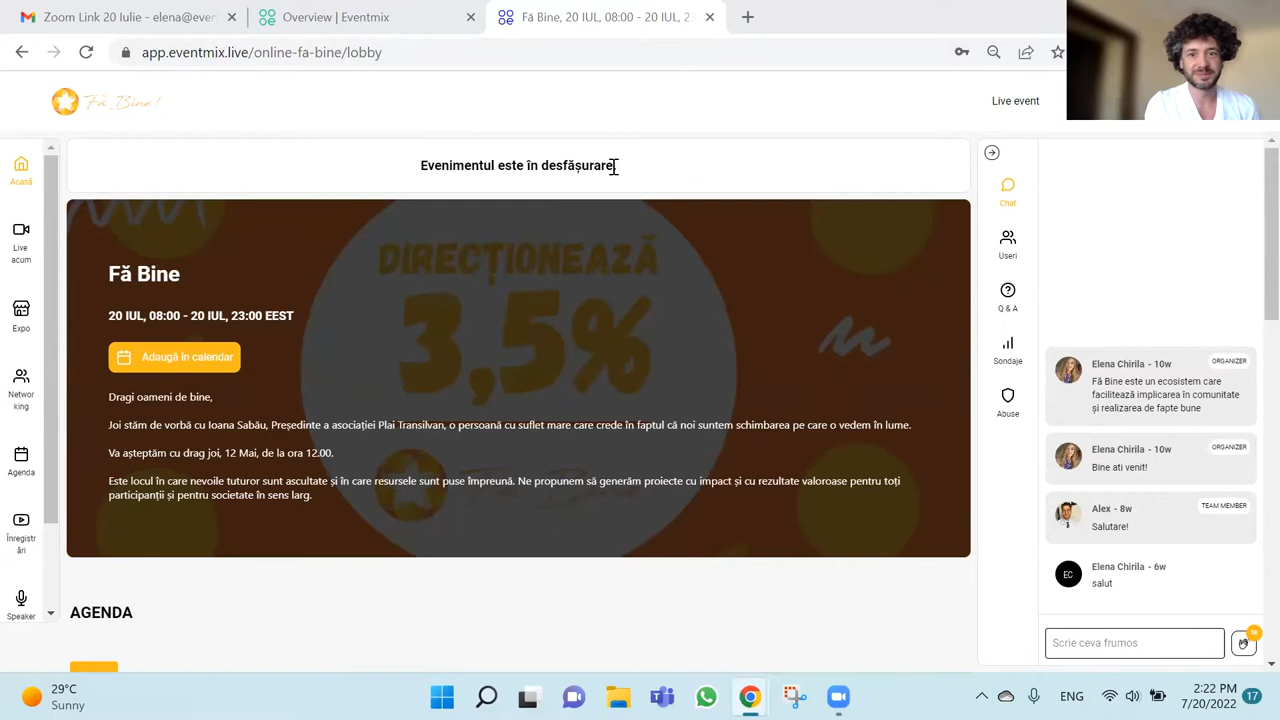 Zoom Link 20 Iulie - elena@even
Overview | Eventmix
Fă Bine, 20 IUL, 08:00 - 20 IUL, 23
app.eventmix.live/online-fa-bine/lobby
Fă Bine!
Live event
Evenimentul este în desfășurare
Acasă
Live
acum
Expo
Networ
king
Agenda
Înregistr
ări
Speaker
DIRECȚIONEAZĂ
3,5%
Fă Bine
20 IUL, 08:00 - 20 IUL, 23:00 EEST
Adaugă în calendar
Dragi oameni de bine,
Joi stăm de vorbă cu Ioana Sabău, Președinte a asociației Plai Transilvan, o persoană cu suflet mare care crede în faptul că noi suntem schimbarea pe care o vedem în lume.
Va așteptăm cu drag joi, 12 Mai, de la ora 12.00.
Este locul în care nevoile tuturor sunt ascultate și în care resursele sunt puse împreună. Ne propunem să generăm proiecte cu impact și cu rezultate valoroase pentru toți
participanții și pentru societate în sens larg.
AGENDA
Chat
Useri
Q & A
Sondaje
Abuse
Elena Chirila - 10w
ORGANIZER
Fă Bine este un ecosistem care
facilitează implicarea în comunitate
și realizarea de fapte bune
Elena Chirila - 10w
ORGANIZER
Bine ati venit!
Alex - 8w
TEAM MEMBER
Salutare!
EC
Elena Chirila - 6w
salut
Scrie ceva frumos
29°C
Sunny
ENG
2:22 PM
7/20/2022
17